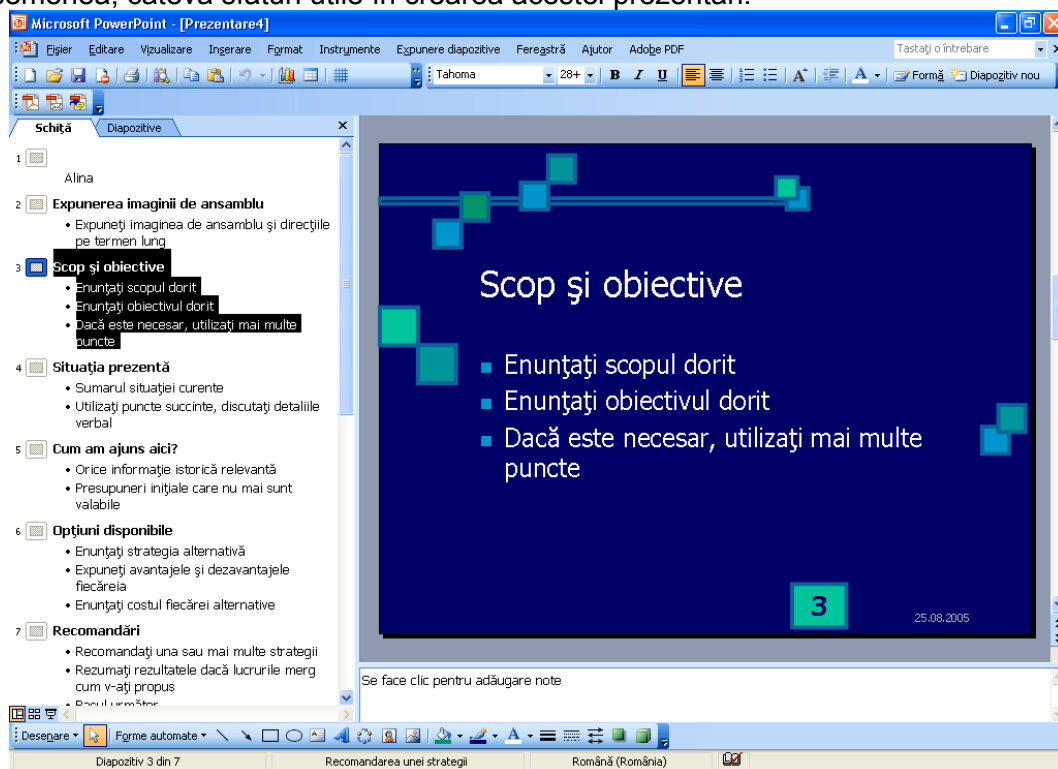 Microsoft PowerPoint - [Prezentare4]
Fişier Editare Vizualizare Inserare Format Instrumente Expunere diapozitive Fereastră Ajutor Adobe PDF Tastaţi o întrebare
Tahoma 28+ B I U A A Formă Diapozitiv nou
Schiţă Diapozitive
1
Alina
2 Expunerea imaginii de ansamblu
• Expuneţi imaginea de ansamblu şi direcţiile
pe termen lung
3 Scop şi obiective
• Enunţaţi scopul dorit
• Enunţaţi obiectivul dorit
• Dacă este necesar, utilizaţi mai multe
puncte
4 Situaţia prezentă
• Sumarul situaţiei curente
• Utilizaţi puncte succinte, discutaţi detaliile
verbal
5 Cum am ajuns aici?
• Orice informaţie istorică relevantă
• Presupuneri iniţiale care nu mai sunt
valabile
6 Opţiuni disponibile
• Enunţaţi strategia alternativă
• Expuneţi avantajele şi dezavantajele
fiecăreia
• Enunţaţi costul fiecărei alternative
7 Recomandări
• Recomandaţi una sau mai multe strategii
• Rezumaţi rezultatele dacă lucrurile merg
cum v-aţi propus
Scop şi obiective
Enunţaţi scopul dorit
Enunţaţi obiectivul dorit
Dacă este necesar, utilizaţi mai multe
puncte
3
25.08.2005
Se face clic pentru adăugare note
Desenare Forme automate A
Diapozitiv 3 din 7 Recomandarea unei strategii Română (România)